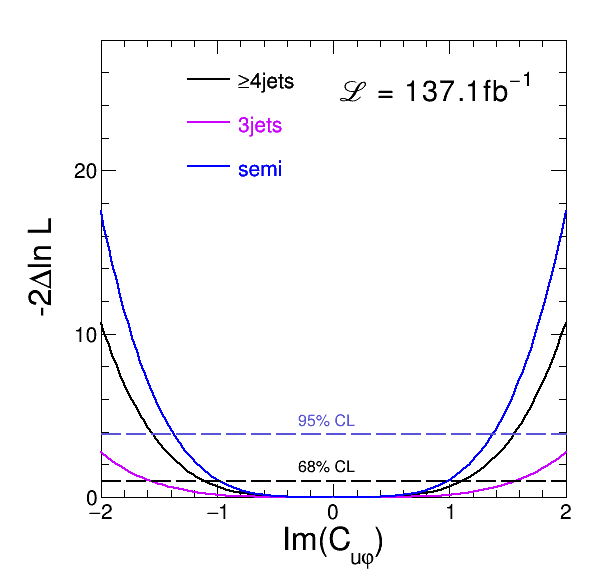 ≥4jets
ℒ = 137.1fb⁻¹
3jets
semi
20
10
0
-2Δln L
95% CL
68% CL
−2
−1
0
1
2
Im(C_uφ)